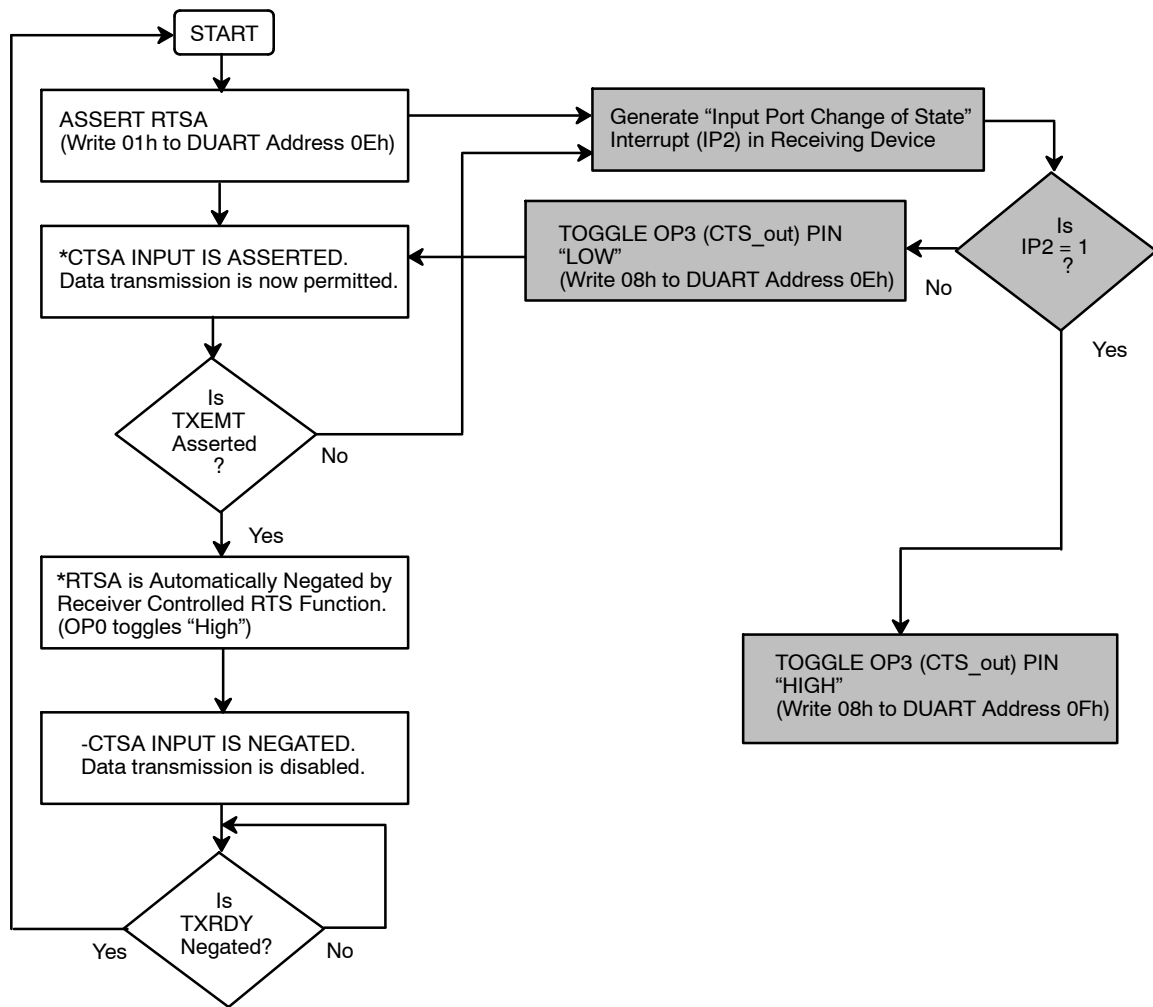 START
ASSERT RTSA
(Write 01h to DUART Address 0Eh)
Generate “Input Port Change of State”
Interrupt (IP2) in Receiving Device
Is
IP2 = 1
?
No
Yes
TOGGLE OP3 (CTS_out) PIN
“LOW”
(Write 08h to DUART Address 0Eh)
*CTSA INPUT IS ASSERTED.
Data transmission is now permitted.
Is
TXEMT
Asserted
?
No
Yes
*RTSA is Automatically Negated by
Receiver Controlled RTS Function.
(OP0 toggles “High”)
TOGGLE OP3 (CTS_out) PIN
“HIGH”
(Write 08h to DUART Address 0Fh)
-CTSA INPUT IS NEGATED.
Data transmission is disabled.
Is
TXRDY
Negated?
Yes
No